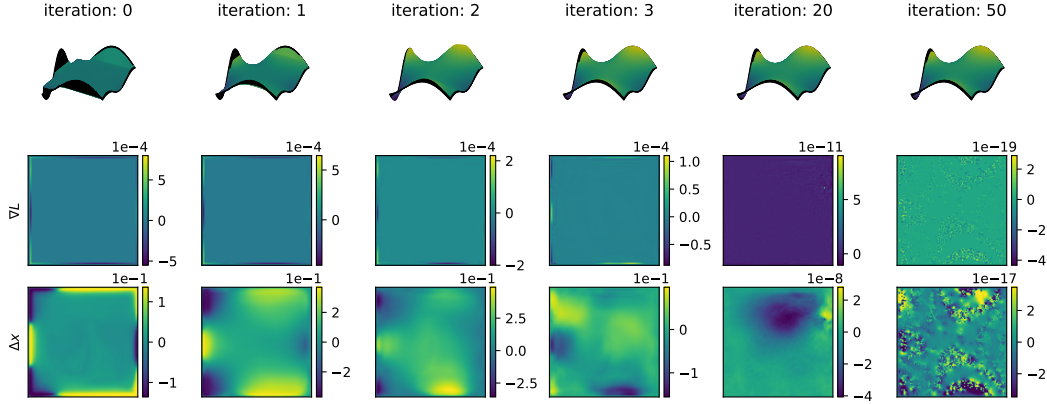 iteration: 0 iteration: 1 iteration: 2 iteration: 3 iteration: 20 iteration: 50
1e−4 1e−4 1e−4 1e−4 1e−11 1e−19
∇L
5 0 −5
5 0
2 0 −2
1.0 0.5 0.0 −0.5
5 0
2 0 −2 −4
1e−1 1e−1 1e−1 1e−1 1e−8 1e−17
Δx
1 0 −1
0 −2
2.5 0.0 −2.5
0 −1
2 0 −2 −4
2 0 −2